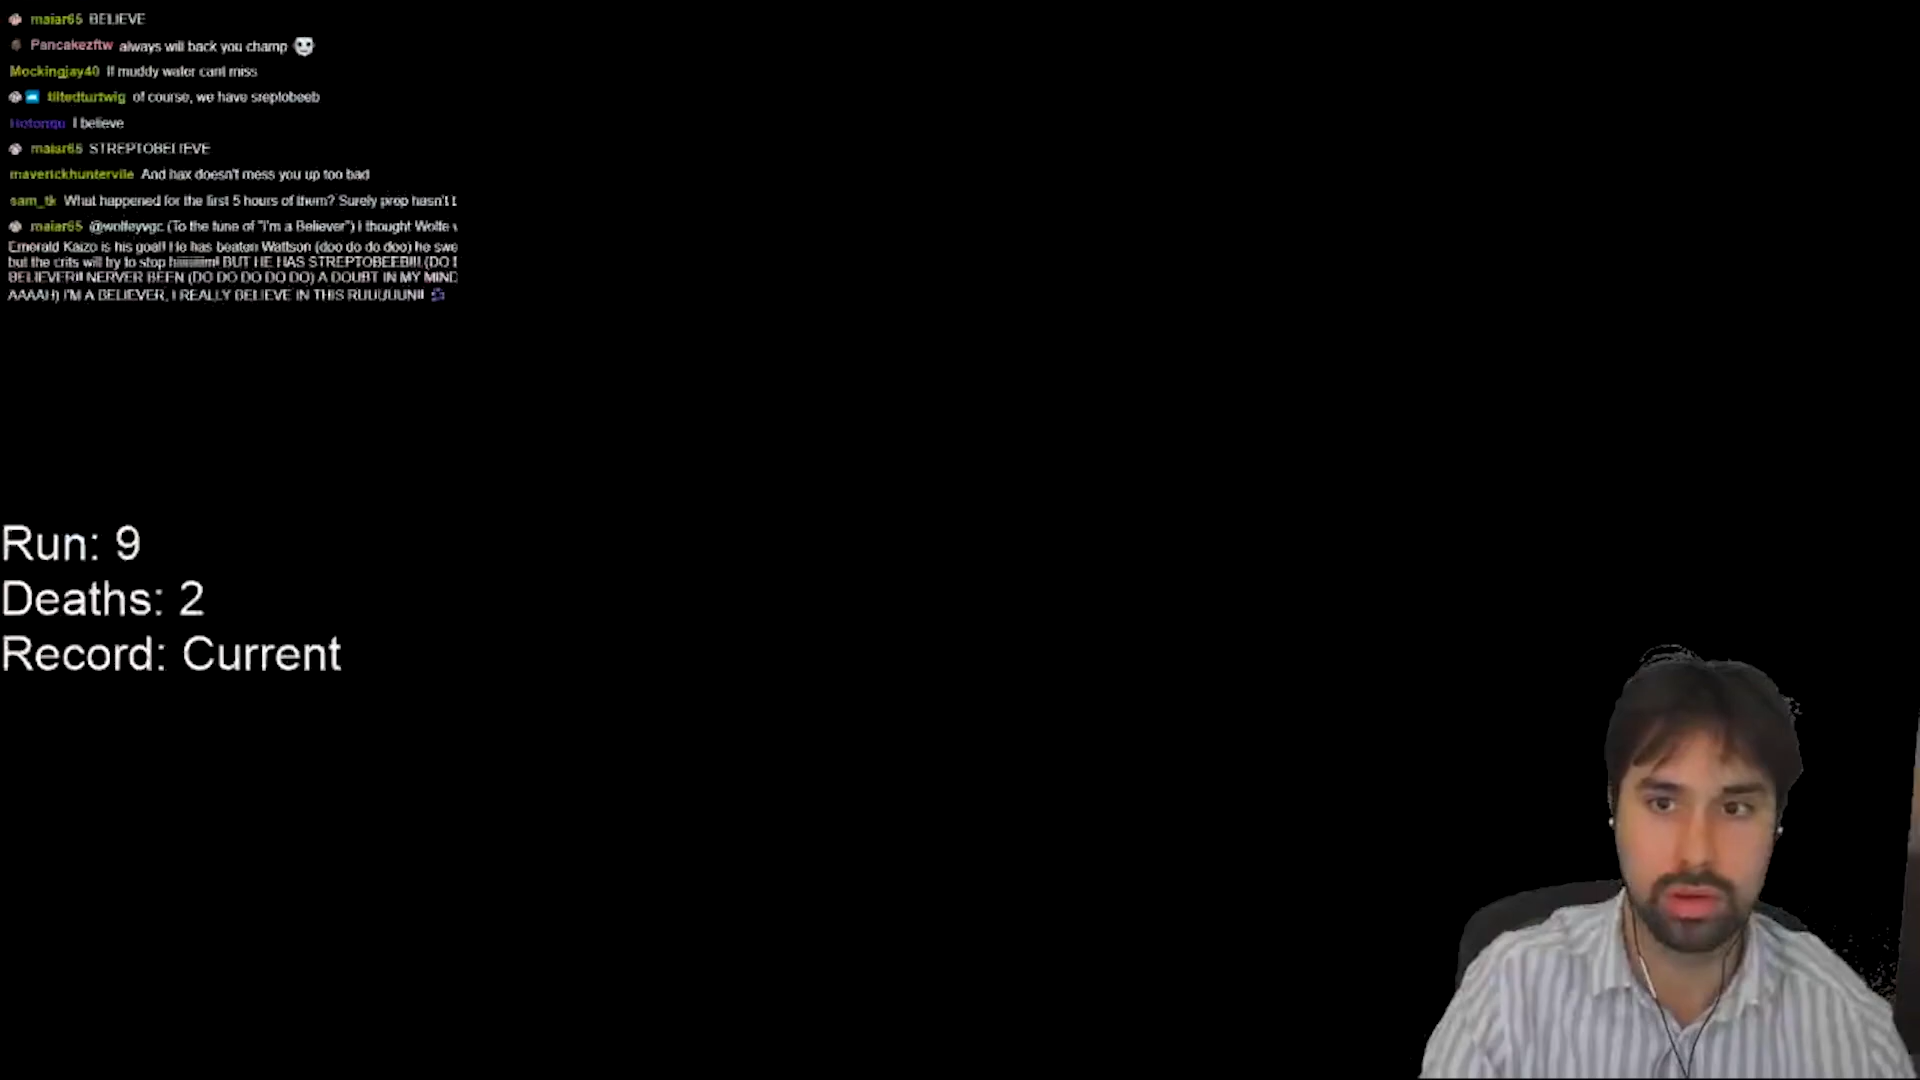 maiar65 BELIEVE
Pancakezftw always will back you champ
Mockingjay40 If muddy water cant miss
tiltedturtwig of course, we have sreptobeeb
I believe
maiar65 STREPTOBELIEVE
maverickhuntervile And hax doesn't mess you up too bad
sam_tk What happened for the first 5 hours of them? Surely prep hasn't
maiar65 @wolfeyvgc (To the tune of "I'm a Believer") I thought Wolfe
Emerald Kaizo is his goal! He has beaten Wattson (doo do do doo) he
but the crits will try to stop BUT HE HAS STREPTOBEEB!!! (DO
BELIEVER!! NERVER BEEN (DO DO DO DO DO) A DOUBT IN MY MIND
AAAAH) I'M A BELIEVER, I REALLY BELIEVE IN THIS RUUUUUN!!
Run: 9
Deaths: 2
Record: Current